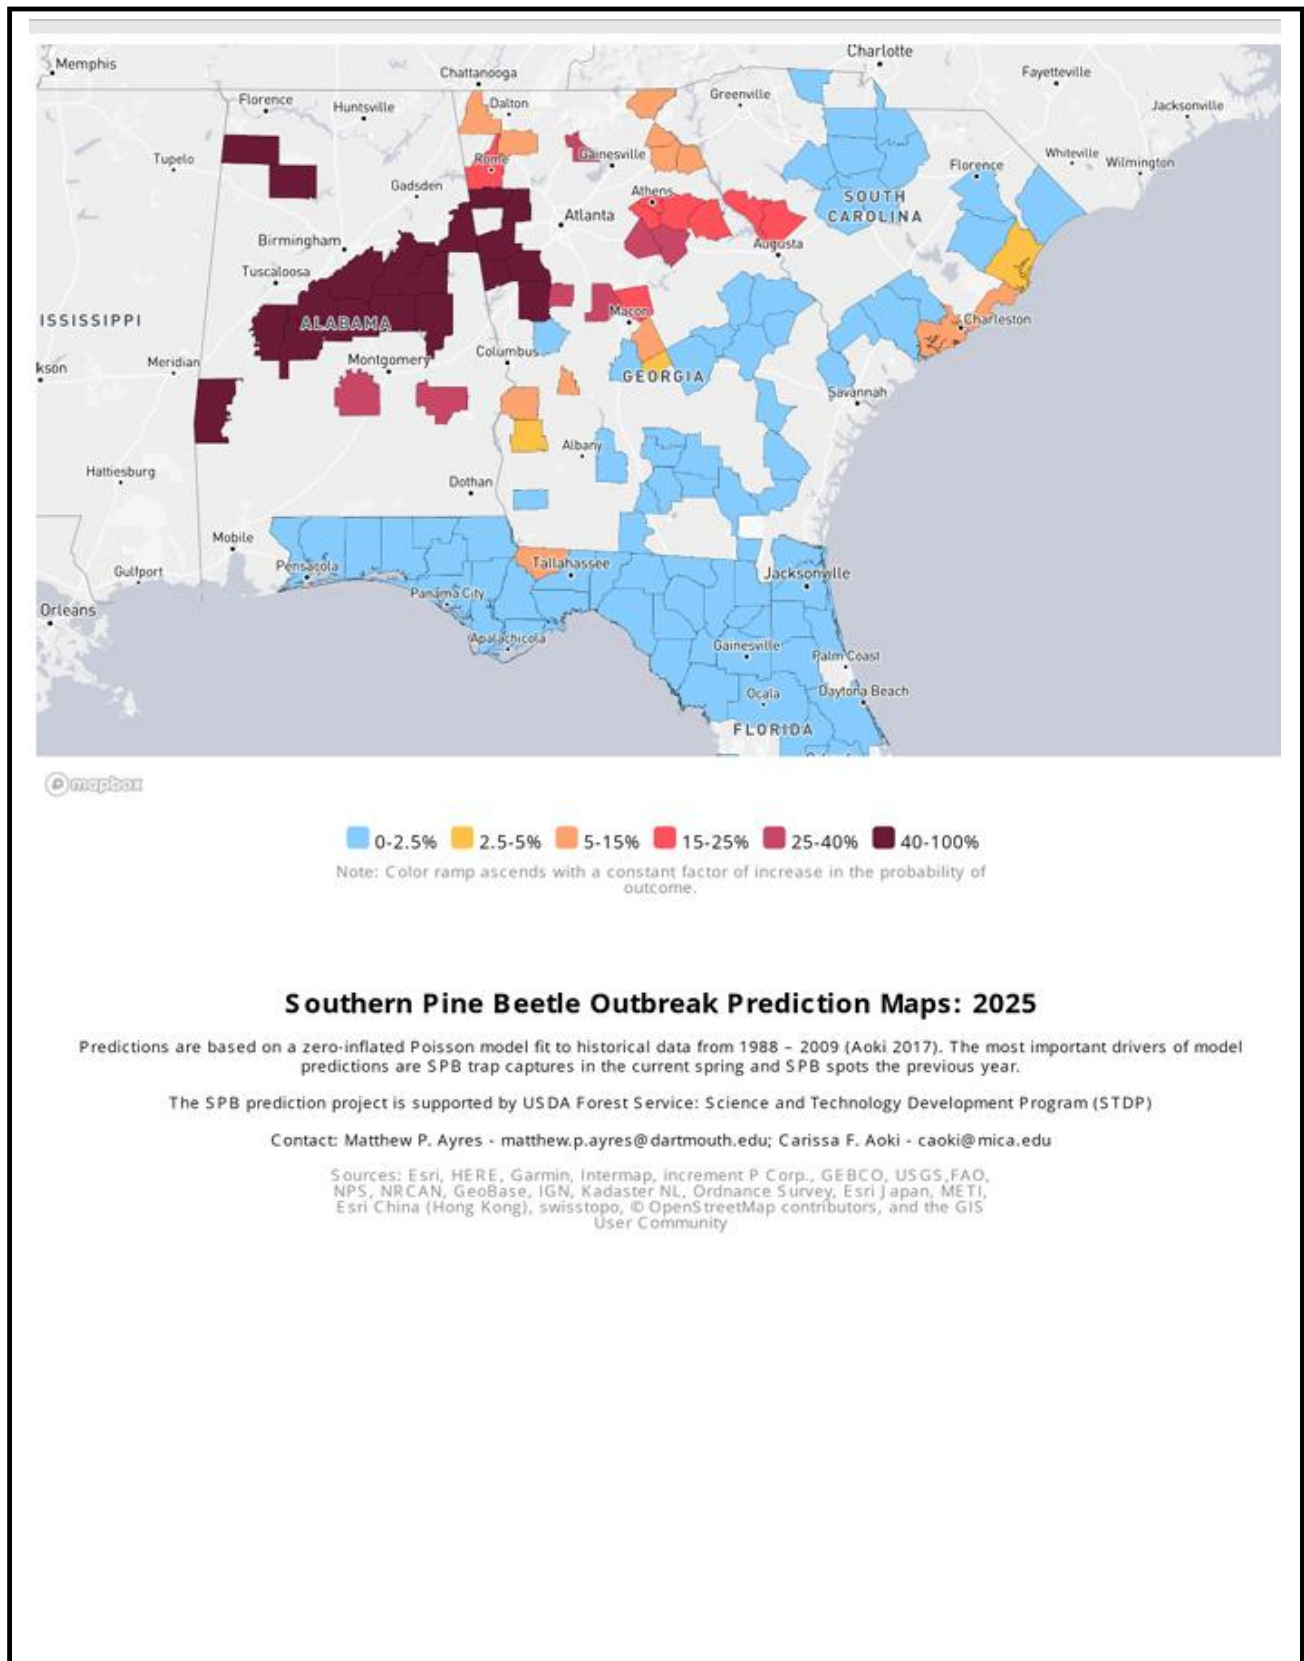 Charlotte
Memphis
Chattanooga
Fayetteville
Greenville
Florence
Huntsville
Dalton
Jacksonville
Tupelo
Rome
Gainesville
Florence
Whiteville
Wilmington
Gadsden
Athens
SOUTH
CAROLINA
Atlanta
Birmingham
Augusta
Tuscaloosa
Macon
ISSISSIPPI
ALABAMA
Charleston
Columbus
Montgomery
Meridian
kson
GEORGIA
Savannah
Albany
Hattiesburg
Dothan
Mobile
Pensacola
Tallahassee
Gulfport
Jacksonville
Panama City
Orleans
Apalachicola
Gainesville
Palm Coast
Ocala
Daytona Beach
FLORIDA
mapbox
0-2.5% 2.5-5% 5-15% 15-25% 25-40% 40-100%
Note: Color ramp ascends with a constant factor of increase in the probability of
outcome.
Southern Pine Beetle Outbreak Prediction Maps: 2025
Predictions are based on a zero-inflated Poisson model fit to historical data from 1988 – 2009 (Aoki 2017). The most important drivers of model
predictions are SPB trap captures in the current spring and SPB spots the previous year.
The SPB prediction project is supported by USDA Forest Service: Science and Technology Development Program (STDP)
Contact: Matthew P. Ayres - matthew.p.ayres@dartmouth.edu; Carissa F. Aoki - caoki@mica.edu
Sources: Esri, HERE, Garmin, Intermap, increment P Corp., GEBCO, USGS,FAO,
NPS, NRCAN, GeoBase, IGN, Kadaster NL, Ordnance Survey, Esri Japan, METI,
Esri China (Hong Kong), swisstopo, © OpenStreetMap contributors, and the GIS
User Community